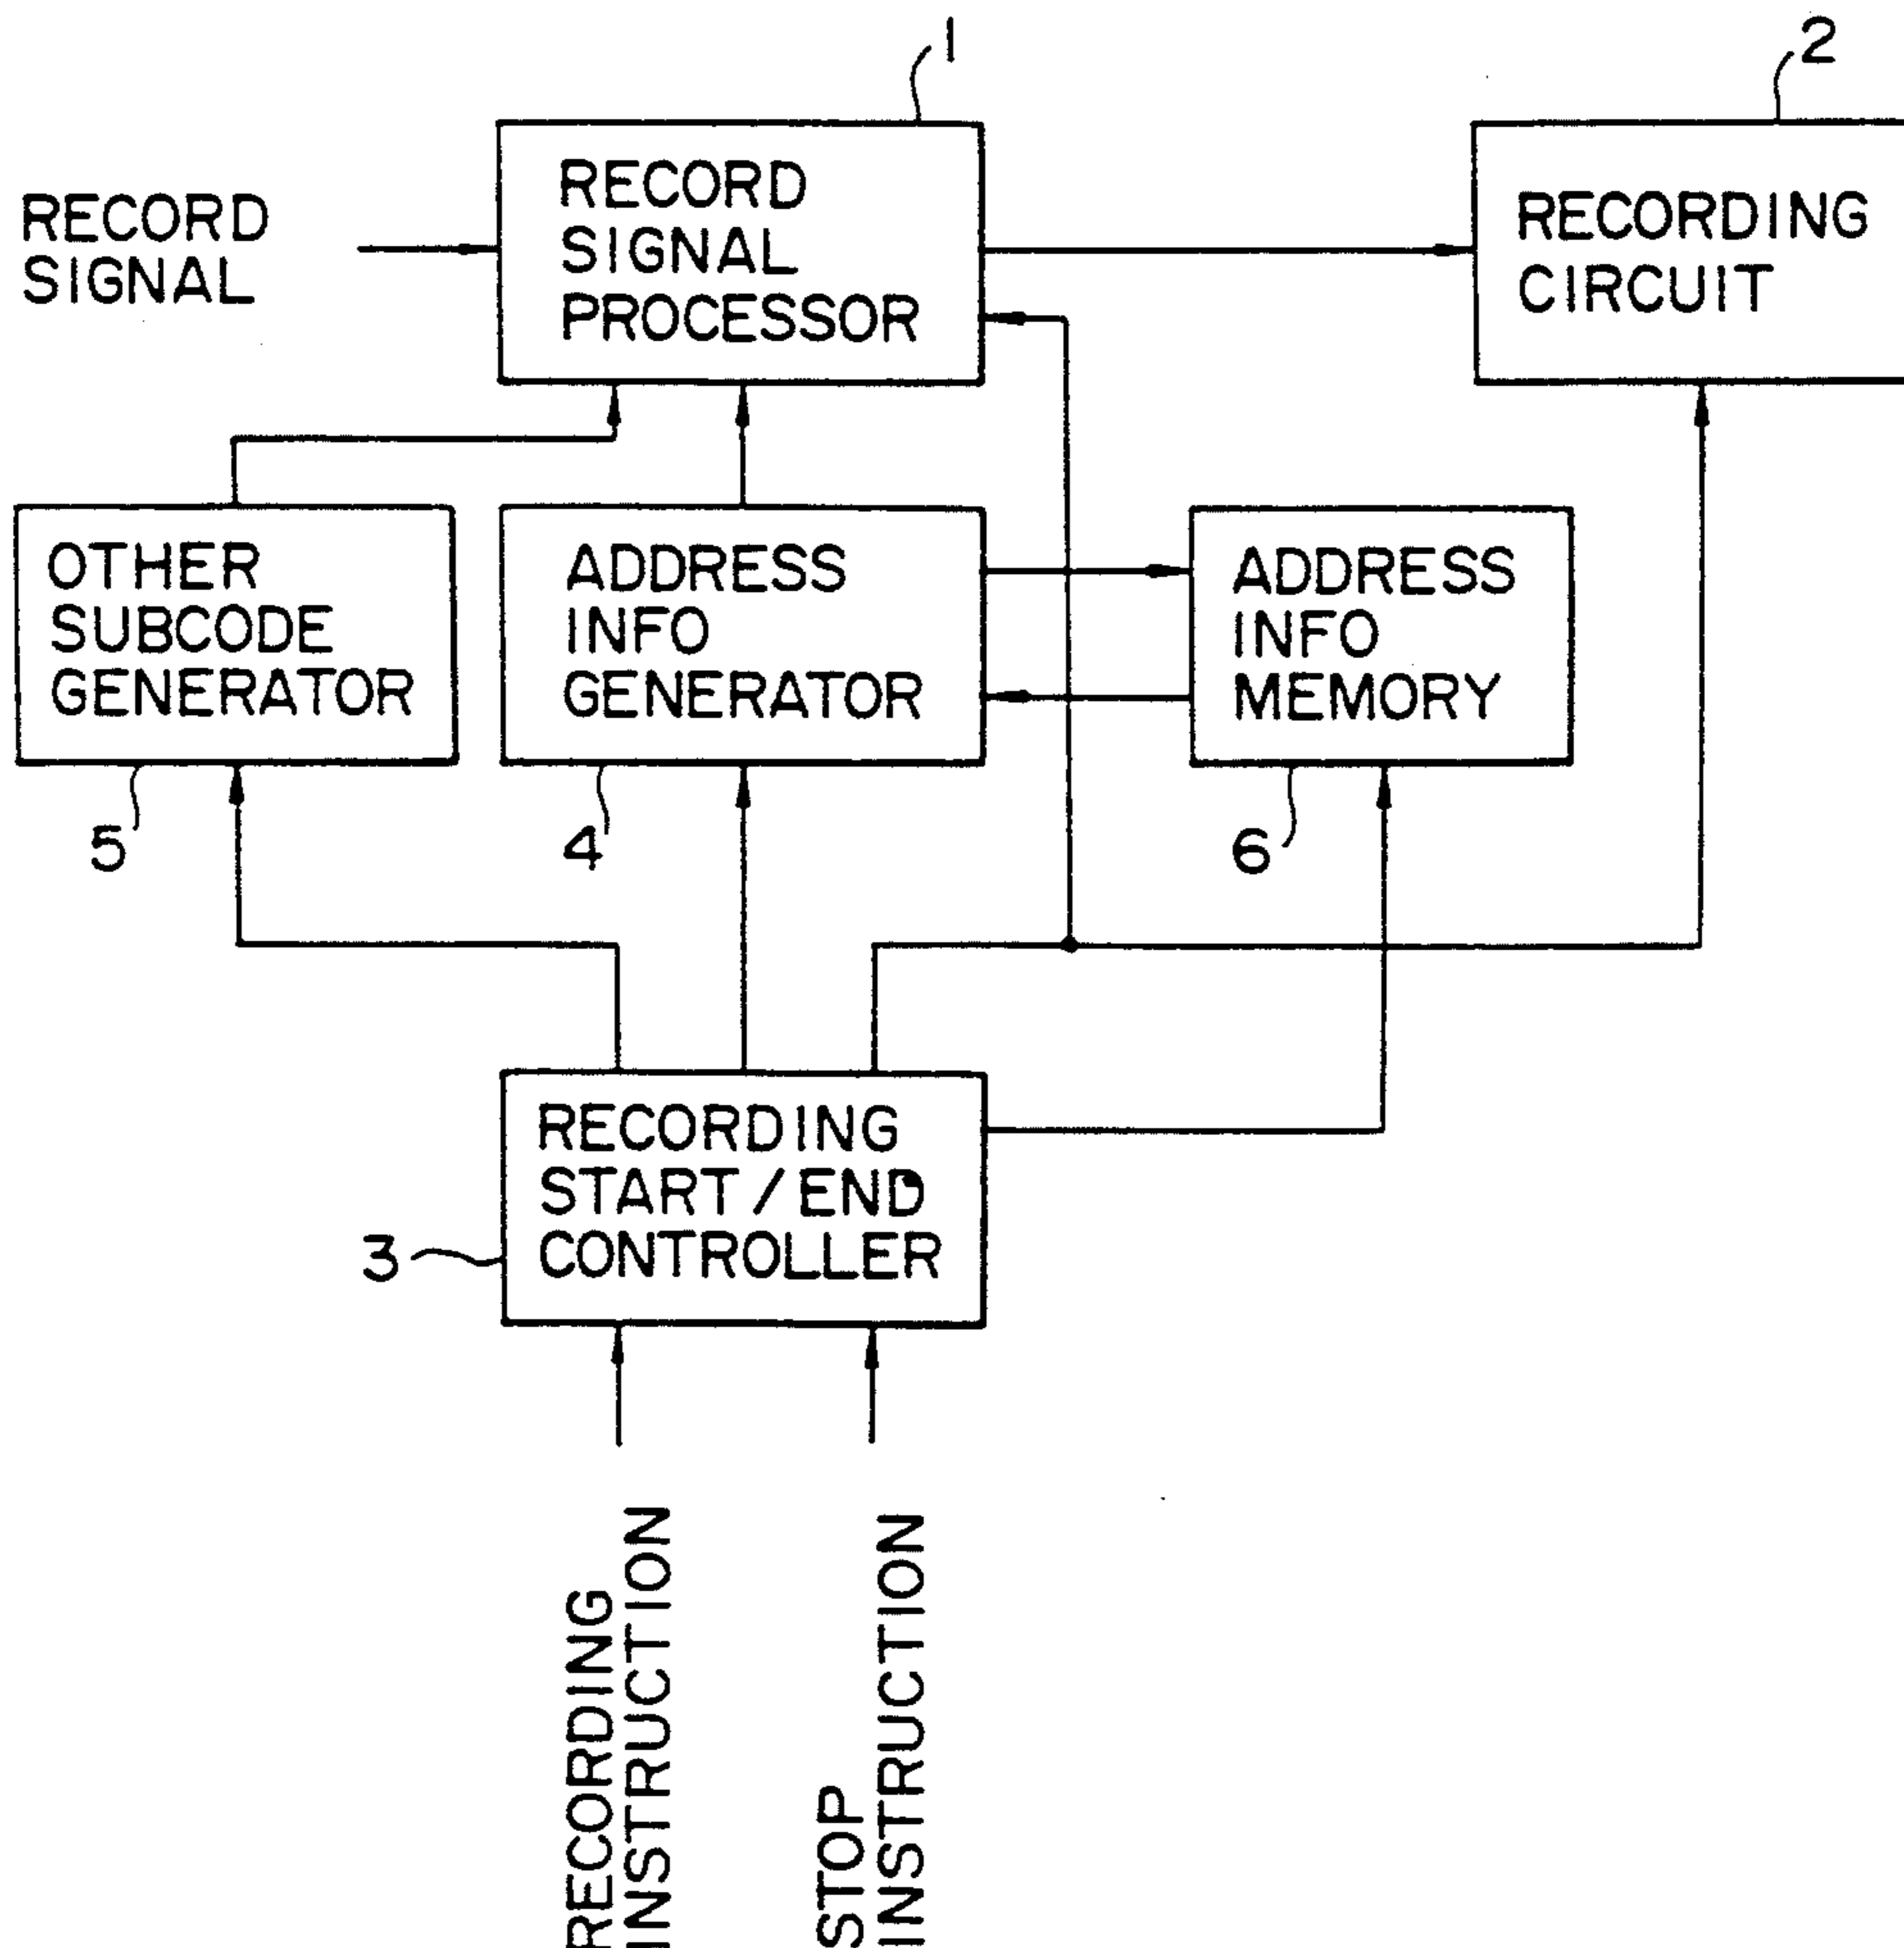 1
2
RECORD
SIGNAL
RECORD
SIGNAL
PROCESSOR
RECORDING
CIRCUIT
OTHER
SUBCODE
GENERATOR
ADDRESS
INFO
GENERATOR
ADDRESS
INFO
MEMORY
5
4
6
RECORDING
START/END
CONTROLLER
3
RECORDING
INSTRUCTION
STOP
INSTRUCTION